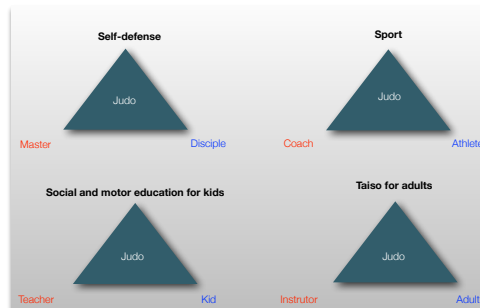 Self-defense
Sport
Judo
Judo
Master
Disciple
Coach
Athlete
Social and motor education for kids
Taiso for adults
Judo
Judo
Teacher
Kid
Instrutor
Adult